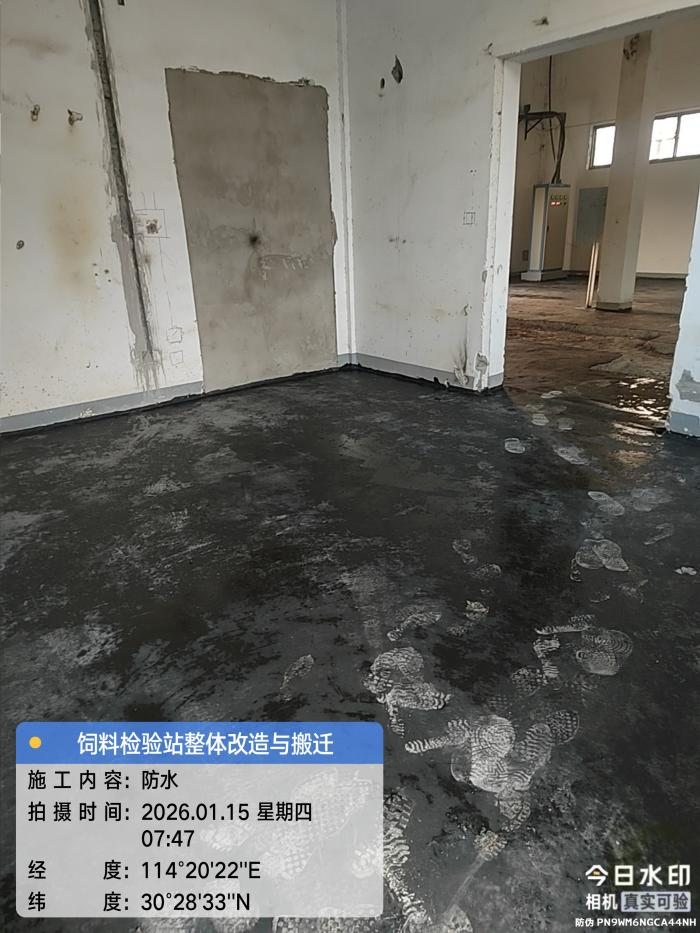 饲料检验站整体改造与搬迁
施工内容: 防水
拍摄时间: 2026.01.15 星期四
07:47
经度: 114°20'22"E
纬度: 30°28'33"N
今日水印
相机 真实可验
防伪 PN9WM6NGCA44NH